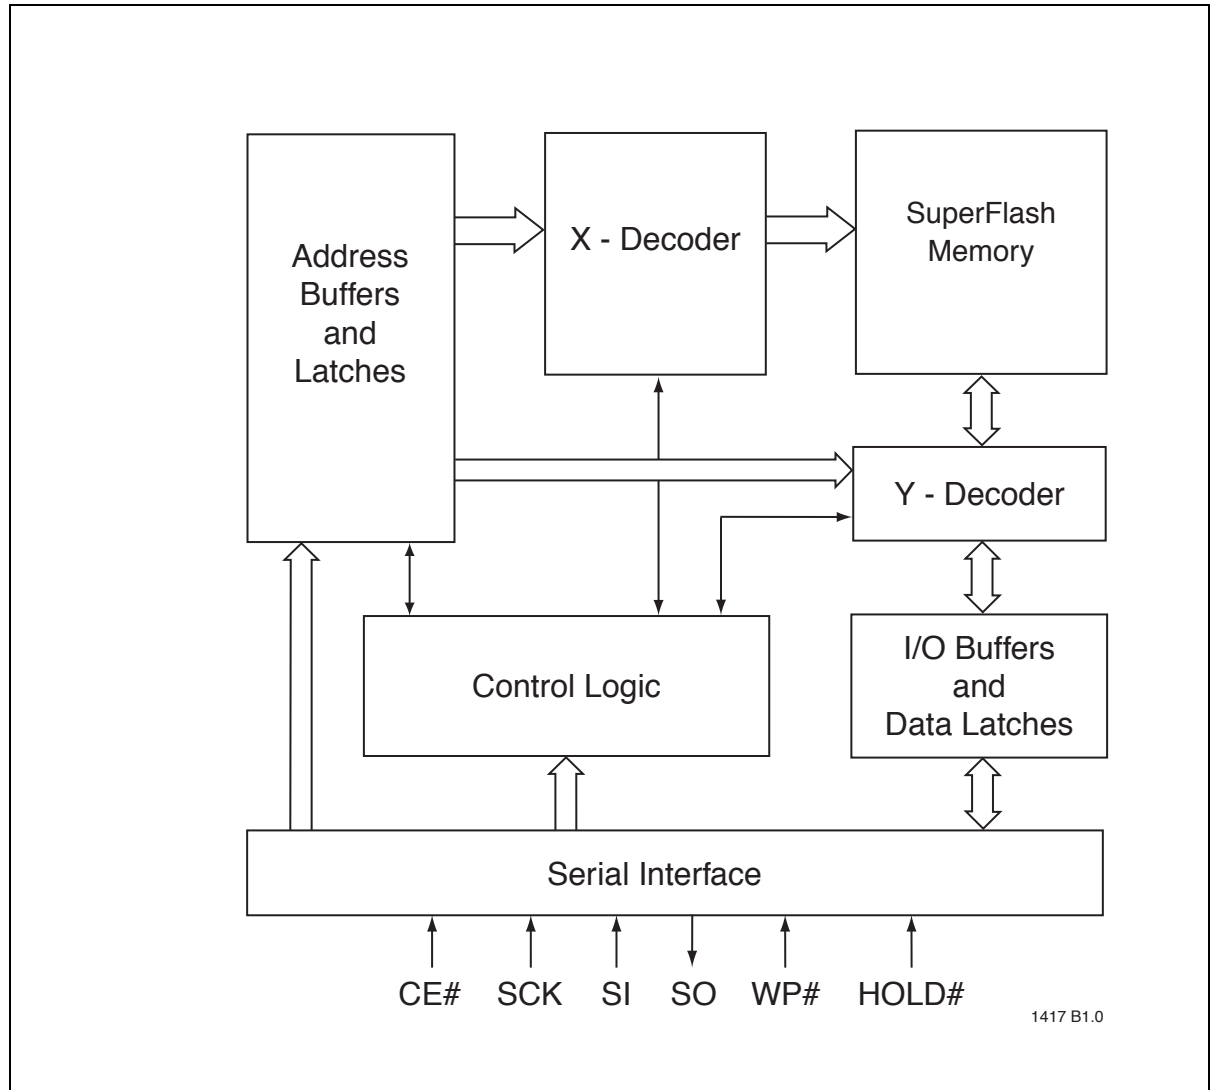 Address
Buffers
and
Latches
X - Decoder
SuperFlash
Memory
Y - Decoder
Control Logic
I/O Buffers
and
Data Latches
Serial Interface
CE# SCK SI SO WP# HOLD#
1417 B1.0